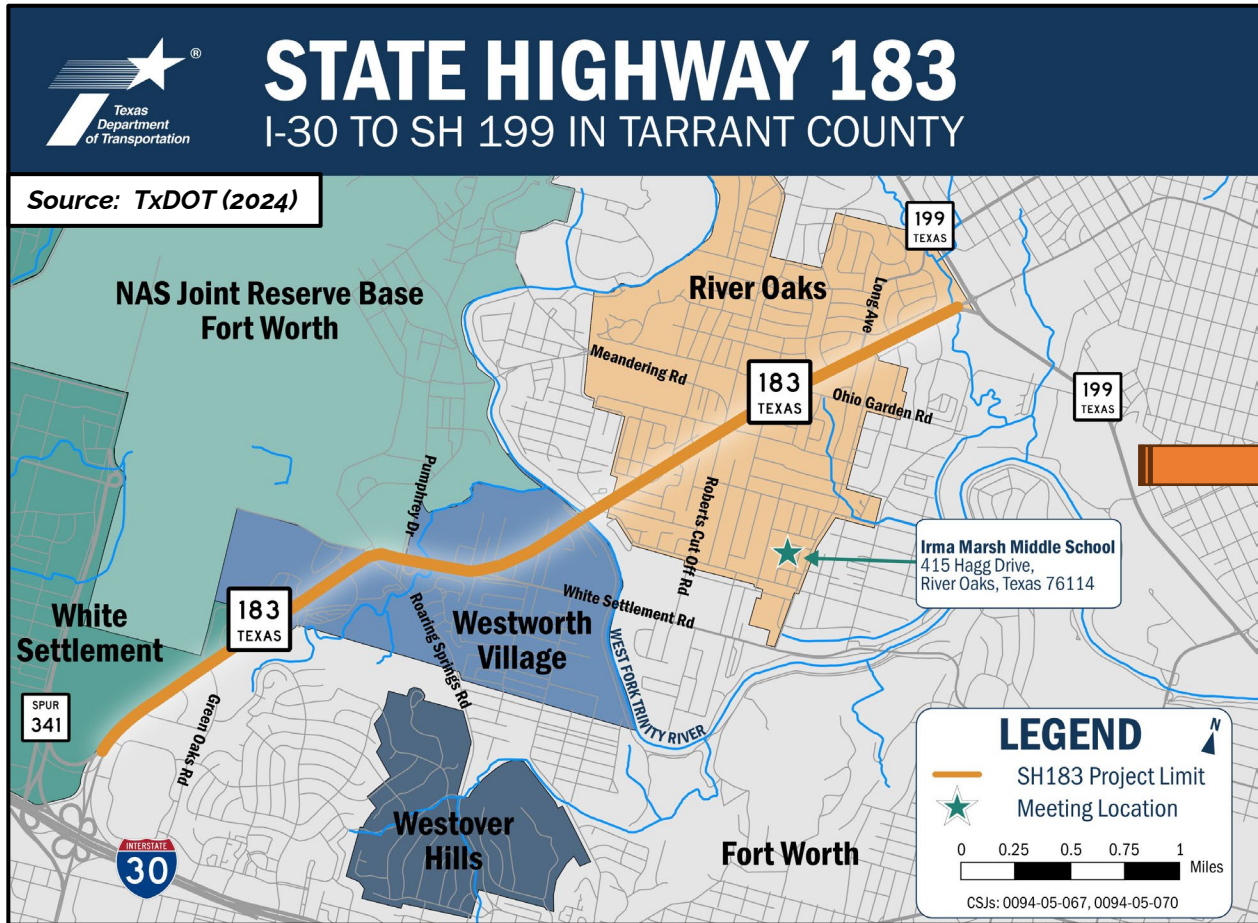 STATE HIGHWAY 183
I-30 TO SH 199 IN TARRANT COUNTY
®
Texas
Department
of Transportation
Source: TxDOT (2024)
199
TEXAS
NAS Joint Reserve Base
Fort Worth
River Oaks
Long Ave
Meandering Rd
183
TEXAS
Ohio Garden Rd
199
TEXAS
Pumphrey Dr
Roberts Cut Off Rd
Irma Marsh Middle School
415 Hagg Drive,
River Oaks, Texas 76114
183
TEXAS
White Settlement Rd
White
Settlement
Roaring Springs Rd
Westworth
Village
WEST FORK TRINITY RIVER
SPUR
341
Green Oaks Rd
LEGEND
N
SH183 Project Limit
Meeting Location
0 0.25 0.5 0.75 1
Miles
CSJs: 0094-05-067, 0094-05-070
Westover
Hills
Fort Worth
INTERSTATE
30